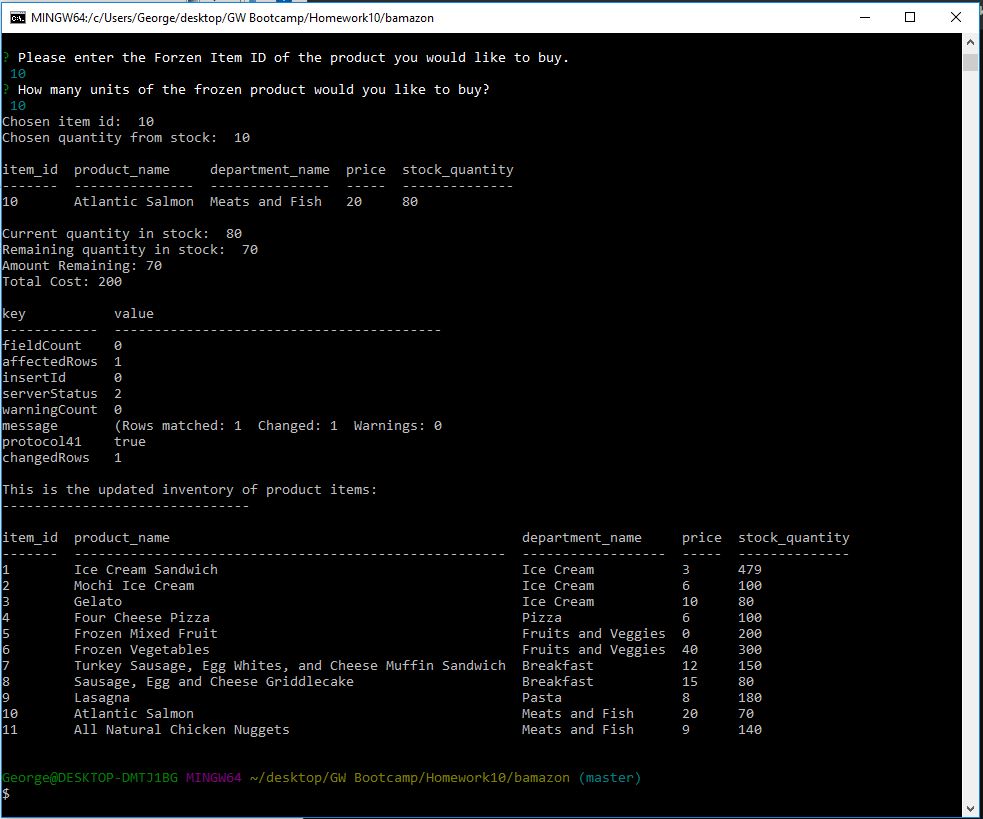 MINGW64:/c/Users/George/desktop/GW Bootcamp/Homework10/bamazon
? Please enter the Forzen Item ID of the product you would like to buy.
10
? How many units of the frozen product would you like to buy?
10
Chosen item id:  10
Chosen quantity from stock:  10
item_id  product_name     department_name  price  stock_quantity
-------  ---------------  ---------------  -----  --------------
10       Atlantic Salmon  Meats and Fish   20     80
Current quantity in stock:  80
Remaining quantity in stock:  70
Amount Remaining: 70
Total Cost: 200
key           value
------------  -----------------------------------------
fieldCount    0
affectedRows  1
insertId      0
serverStatus  2
warningCount  0
message       (Rows matched: 1  Changed: 1  Warnings: 0
protocol41    true
changedRows   1
This is the updated inventory of product items:
-------------------------------
item_id  product_name                                            department_name     price  stock_quantity
-------  ------------------------------------------------------  ------------------  -----  --------------
1        Ice Cream Sandwich                                      Ice Cream           3      479
2        Mochi Ice Cream                                         Ice Cream           6      100
3        Gelato                                                  Ice Cream           10     80
4        Four Cheese Pizza                                       Pizza               6      100
5        Frozen Mixed Fruit                                      Fruits and Veggies  0      200
6        Frozen Vegetables                                       Fruits and Veggies  40     300
7        Turkey Sausage, Egg Whites, and Cheese Muffin Sandwich  Breakfast           12     150
8        Sausage, Egg and Cheese Griddlecake                     Breakfast           15     80
9        Lasagna                                                 Pasta               8      180
10       Atlantic Salmon                                         Meats and Fish      20     70
11       All Natural Chicken Nuggets                             Meats and Fish      9      140
George@DESKTOP-DMTJ1BG MINGW64 ~/desktop/GW Bootcamp/Homework10/bamazon (master)
$